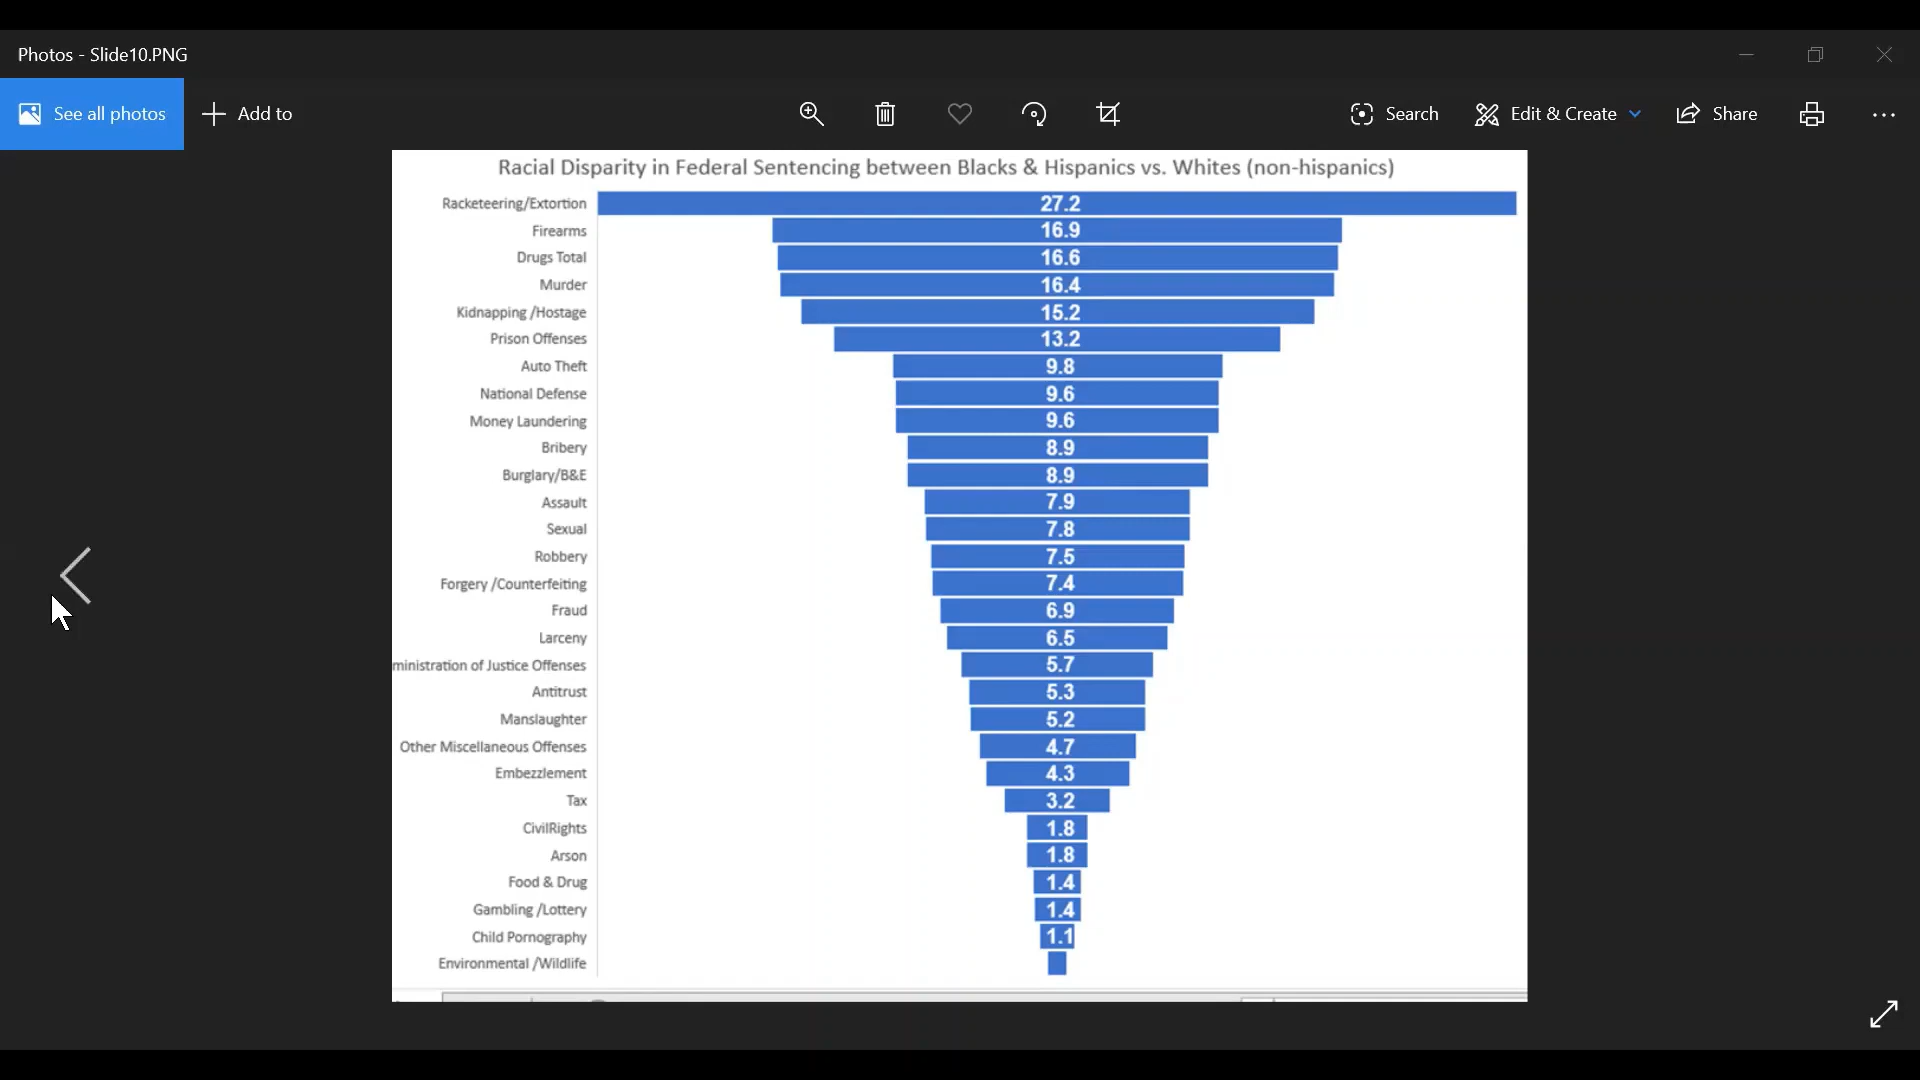 Photos - Slide10.PNG
See all photos
Add to
Search
Edit & Create
Share
Racial Disparity in Federal Sentencing between Blacks & Hispanics vs. Whites (non-hispanics)
Racketeering/Extortion 27.2
Firearms 16.9
Drugs Total 16.6
Murder 16.4
Kidnapping /Hostage 15.2
Prison Offenses 13.2
Auto Theft 9.8
National Defense 9.6
Money Laundering 9.6
Bribery 8.9
Burglary/B&E 8.9
Assault 7.9
Sexual 7.8
Robbery 7.5
Forgery /Counterfeiting 7.4
Fraud 6.9
Larceny 6.5
ministration of Justice Offenses 5.7
Antitrust 5.3
Manslaughter 5.2
Other Miscellaneous Offenses 4.7
Embezzlement 4.3
Tax 3.2
CivilRights 1.8
Arson 1.8
Food & Drug 1.4
Gambling /Lottery 1.4
Child Pornography 1.1
Environmental /Wildlife